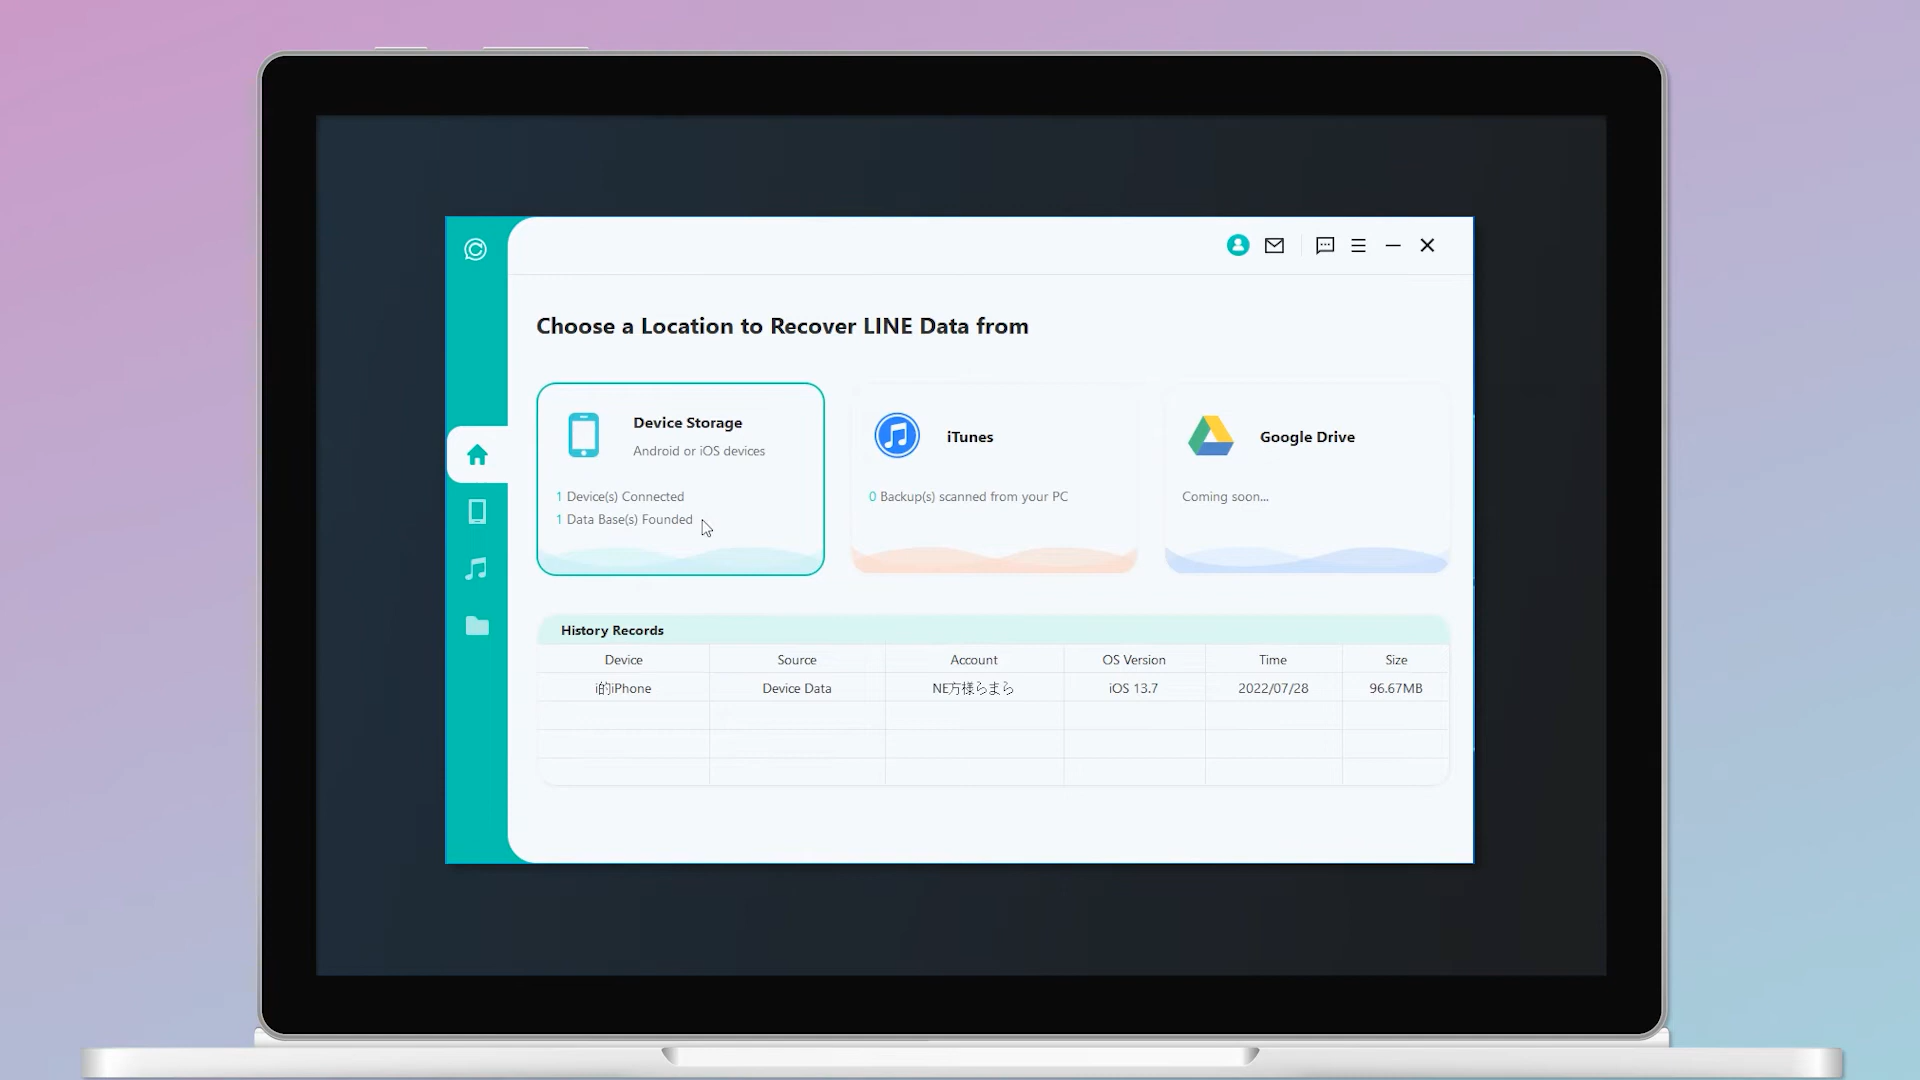 Choose a Location to Recover LINE Data from
Device Storage
Android or iOS devices
1 Device(s) Connected
1 Data Base(s) Founded
iTunes
0 Backup(s) scanned from your PC
Google Drive
Coming soon...
History Records
Device Source Account OS Version Time Size
i的iPhone Device Data NE方様らまら iOS 13.7 2022/07/28 96.67MB